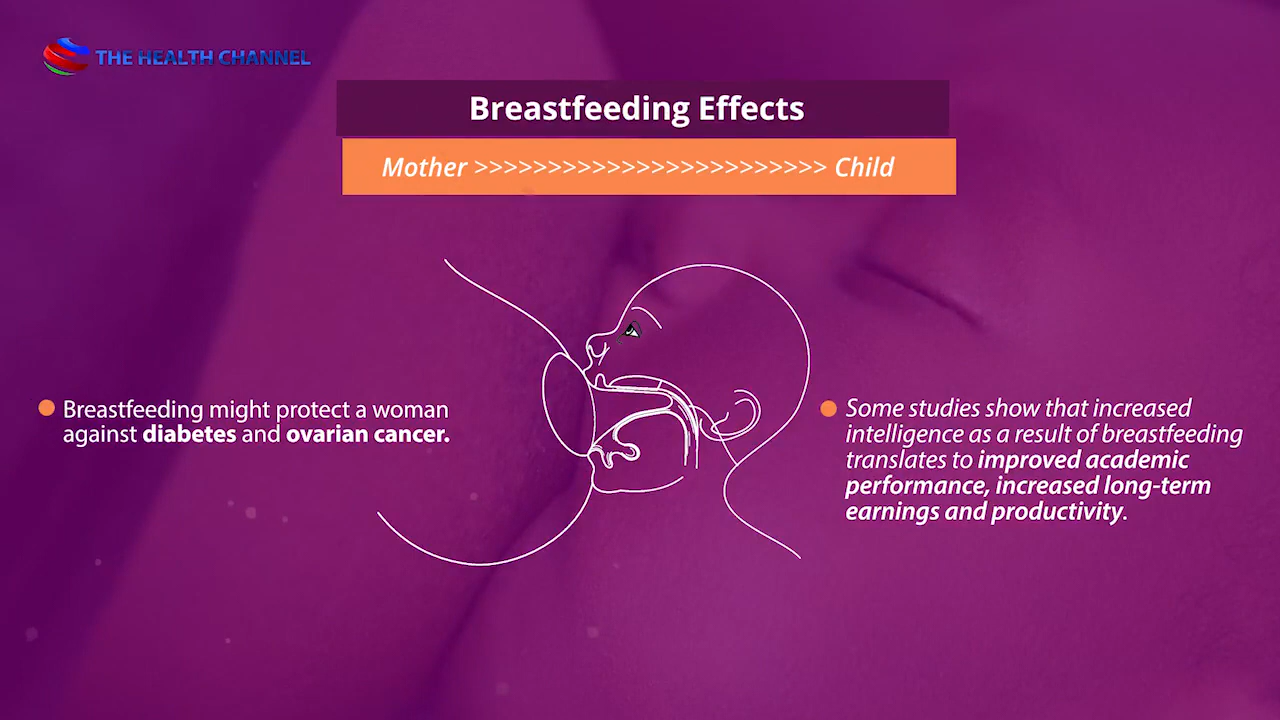 THE HEALTH CHANNEL
Breastfeeding Effects
Mother >>>>>>>>>>>>>>>>>>>>>>>> Child
Breastfeeding might protect a woman
against diabetes and ovarian cancer.
Some studies show that increased
intelligence as a result of breastfeeding
translates to improved academic
performance, increased long-term
earnings and productivity.